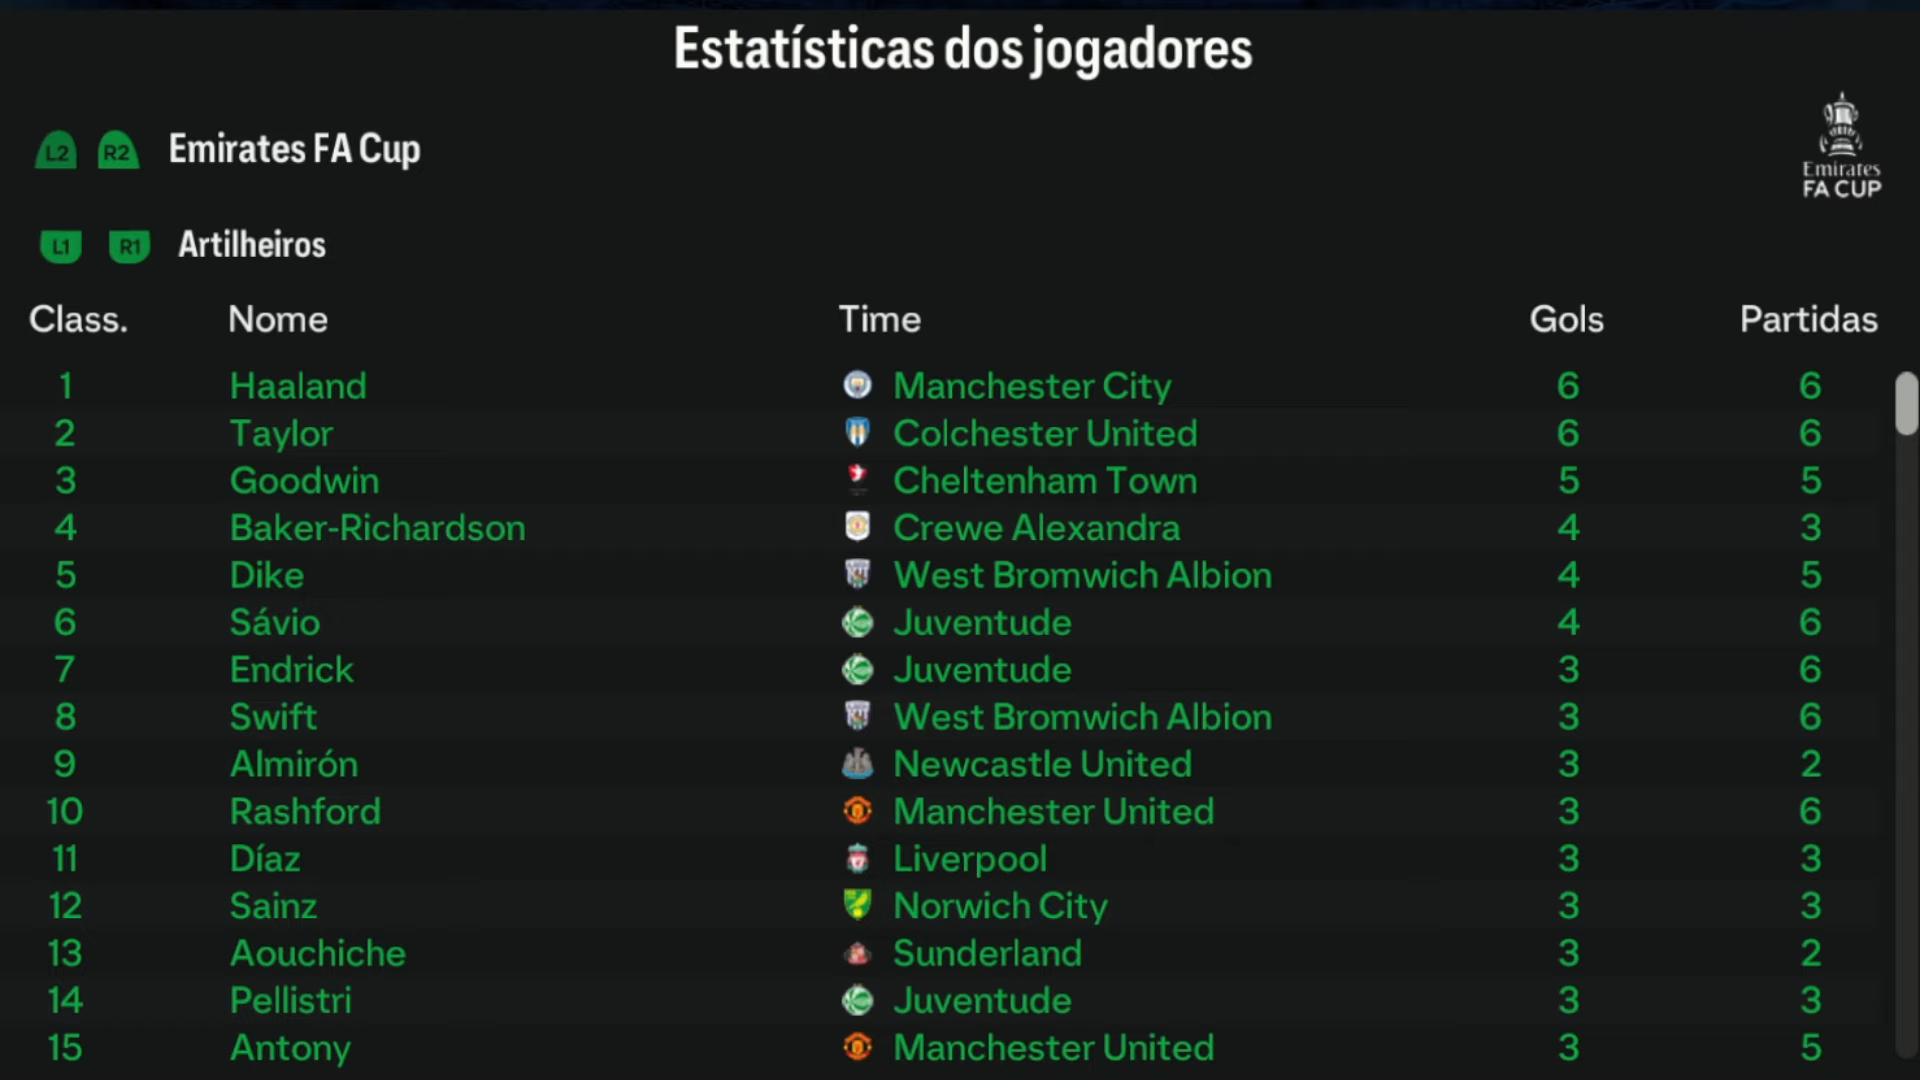 Estatísticas dos jogadores
L2 R2 Emirates FA Cup
Emirates
FA CUP
L1 R1 Artilheiros
Class. Nome Time Gols Partidas
1 Haaland Manchester City 6 6
2 Taylor Colchester United 6 6
3 Goodwin Cheltenham Town 5 5
4 Baker-Richardson Crewe Alexandra 4 3
5 Dike West Bromwich Albion 4 5
6 Sávio Juventude 4 6
7 Endrick Juventude 3 6
8 Swift West Bromwich Albion 3 6
9 Almirón Newcastle United 3 2
10 Rashford Manchester United 3 6
11 Díaz Liverpool 3 3
12 Sainz Norwich City 3 3
13 Aouchiche Sunderland 3 2
14 Pellistri Juventude 3 3
15 Antony Manchester United 3 5